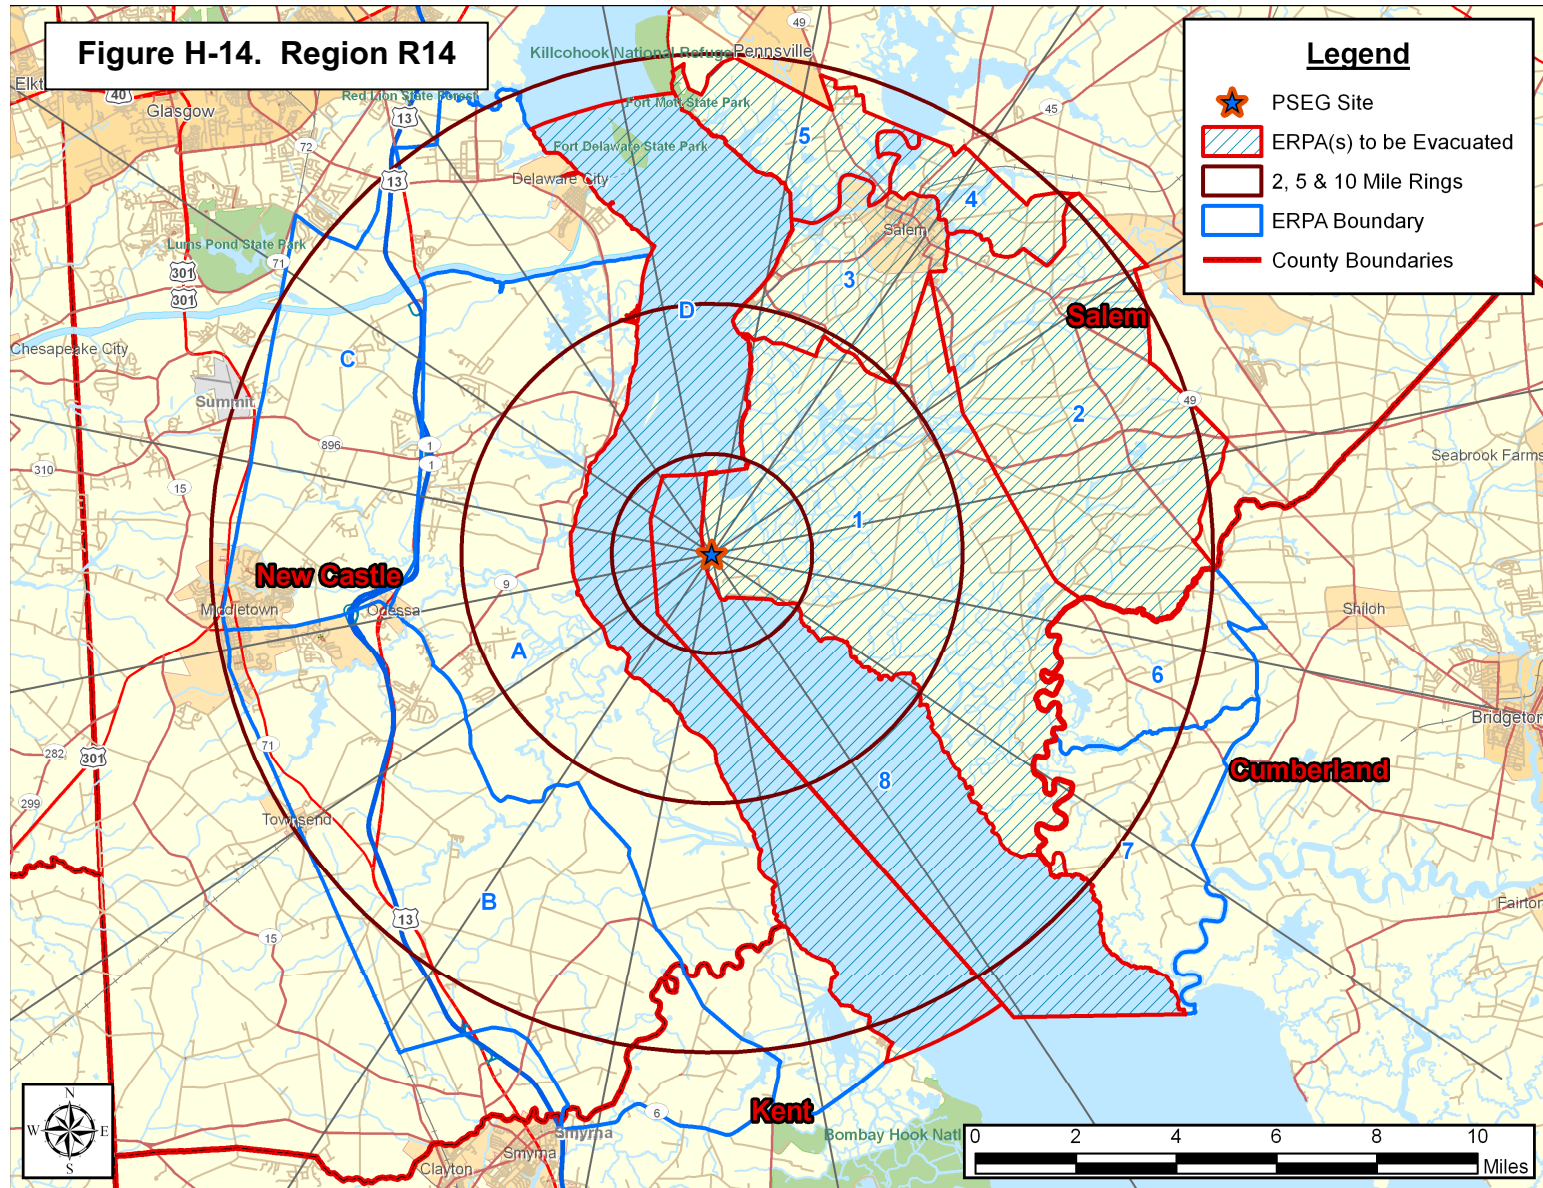 Figure H-14. Region R14
Legend
PSEG Site
ERPA(s) to be Evacuated
2, 5 & 10 Mile Rings
ERPA Boundary
County Boundaries
Killcohook National Refuge
Pennsville
49
Elkt
40
Glasgow
Red Lion State Forest
13
Fort Mott State Park
45
72
5
Fort Delaware State Park
13
Delaware City
4
Salem
Lums Pond State Park
71
301
3
301
D
Salem
Chesapeake City
C
Summit
49
2
896
1
1
Seabrook Farms
310
15
1
New Castle
9
Middletown
Odessa
Shiloh
A
6
Bridgeton
71
282
301
Cumberland
8
299
Townsend
7
B
Fairton
13
15
Kent
6
Smyrna
Smyrna
Clayton
Bombay Hook Natl
N
W
E
S
0 2 4 6 8 10
Miles